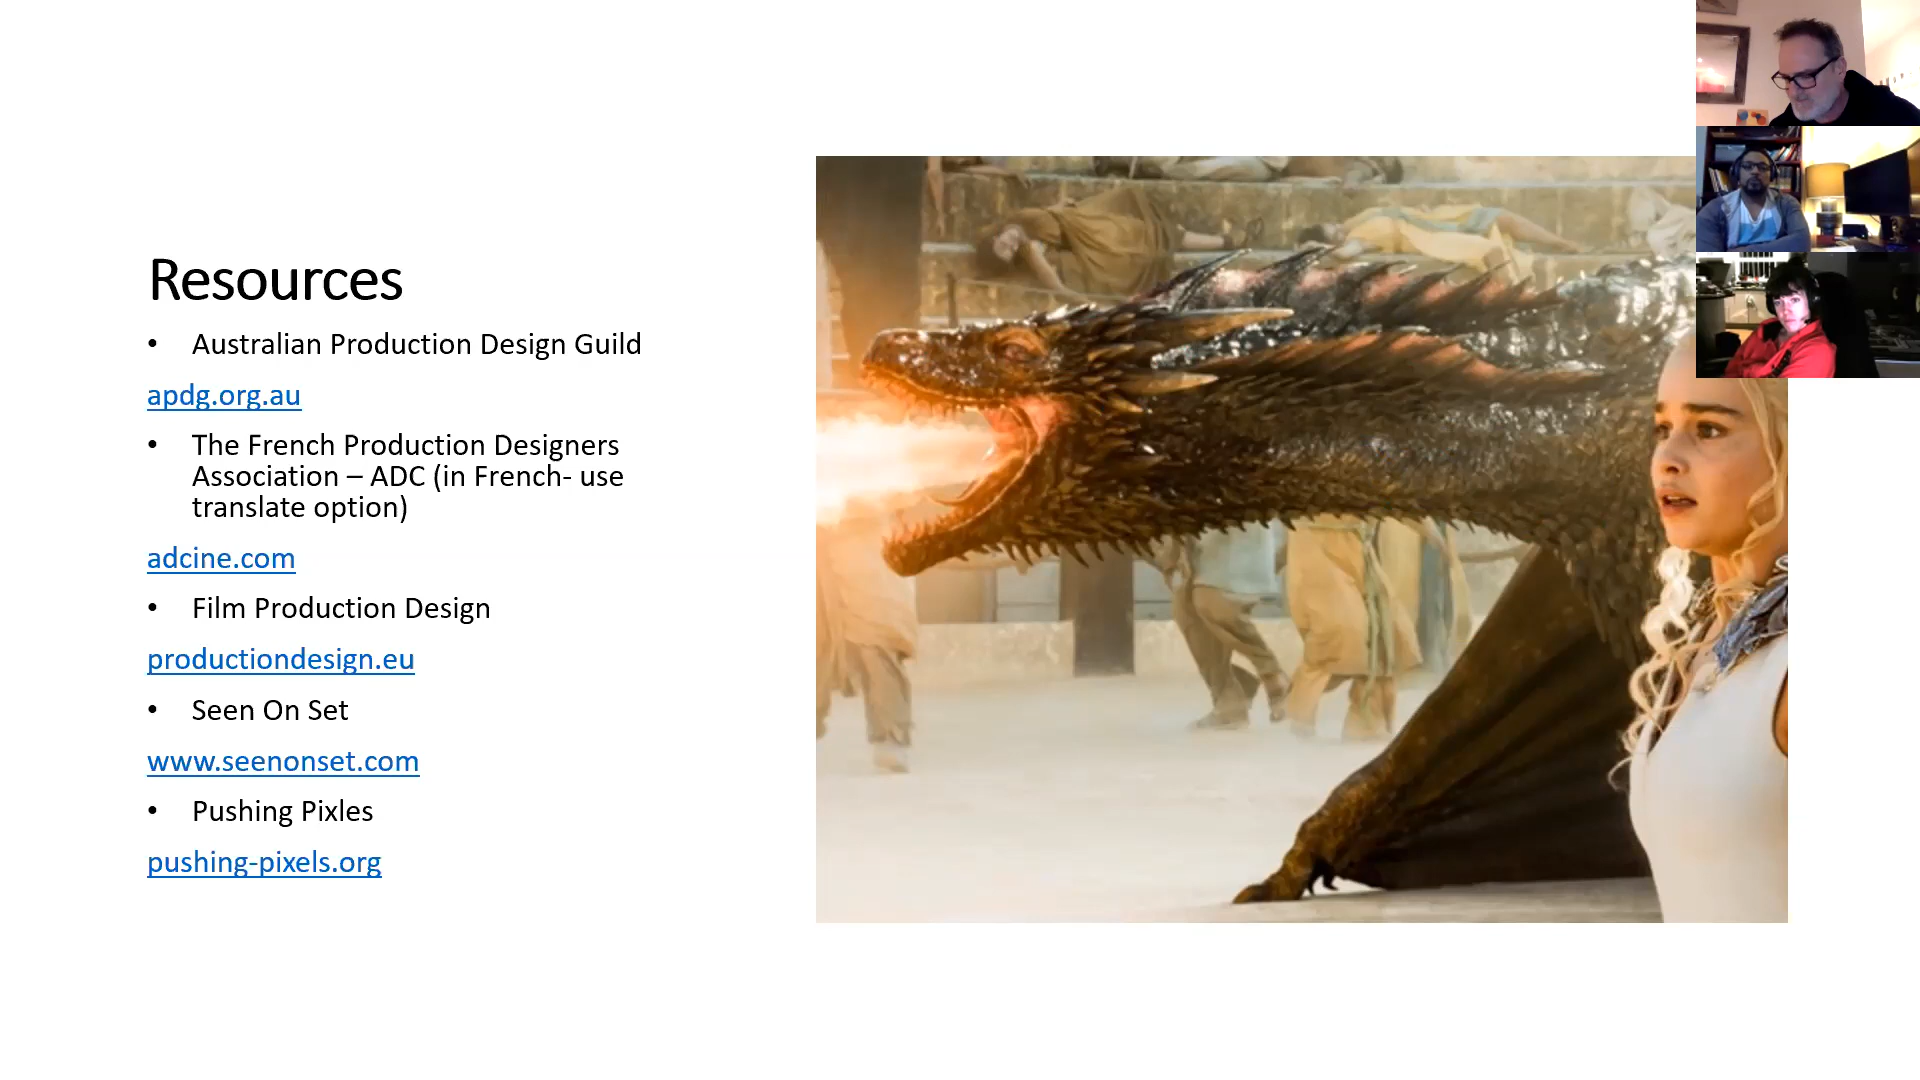 Resources
• Australian Production Design Guild
apdg.org.au
• The French Production Designers
Association – ADC (in French- use
translate option)
adcine.com
• Film Production Design
productiondesign.eu
• Seen On Set
www.seenonset.com
• Pushing Pixles
pushing-pixels.org